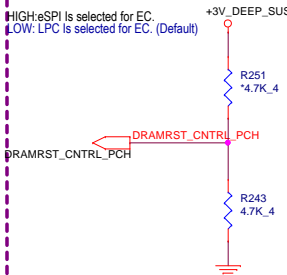 HIGH:eSPI Is selected for EC.
LOW: LPC Is selected for EC. (Default)
+3V_DEEP_SUS
R251
*4.7K_4
DRAMRST_CNTRL_PCH
DRAMRST_CNTRL_PCH
R243
4.7K_4